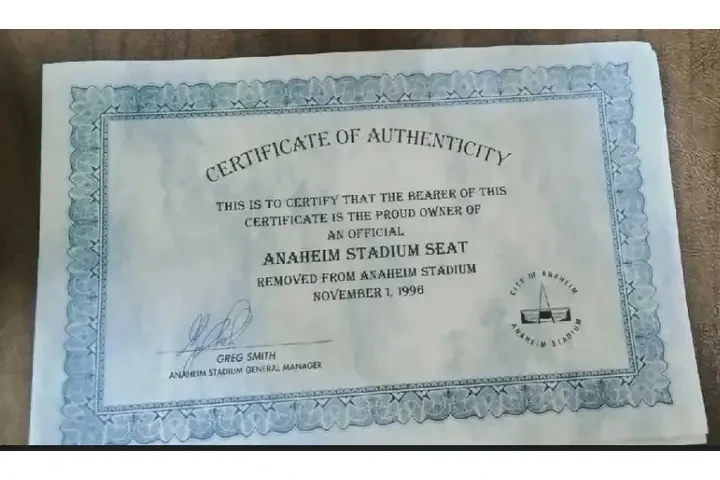 CERTIFICATE OF AUTHENTICITY
THIS IS TO CERTIFY THAT THE BEARER OF THIS
CERTIFICATE IS THE PROUD OWNER OF
AN OFFICIAL
ANAHEIM STADIUM SEAT
REMOVED FROM ANAHEIM STADIUM
NOVEMBER 1, 1996
CITY OF ANAHEIM
ANAHEIM STADIUM
GREG SMITH
ANAHEIM STADIUM GENERAL MANAGER